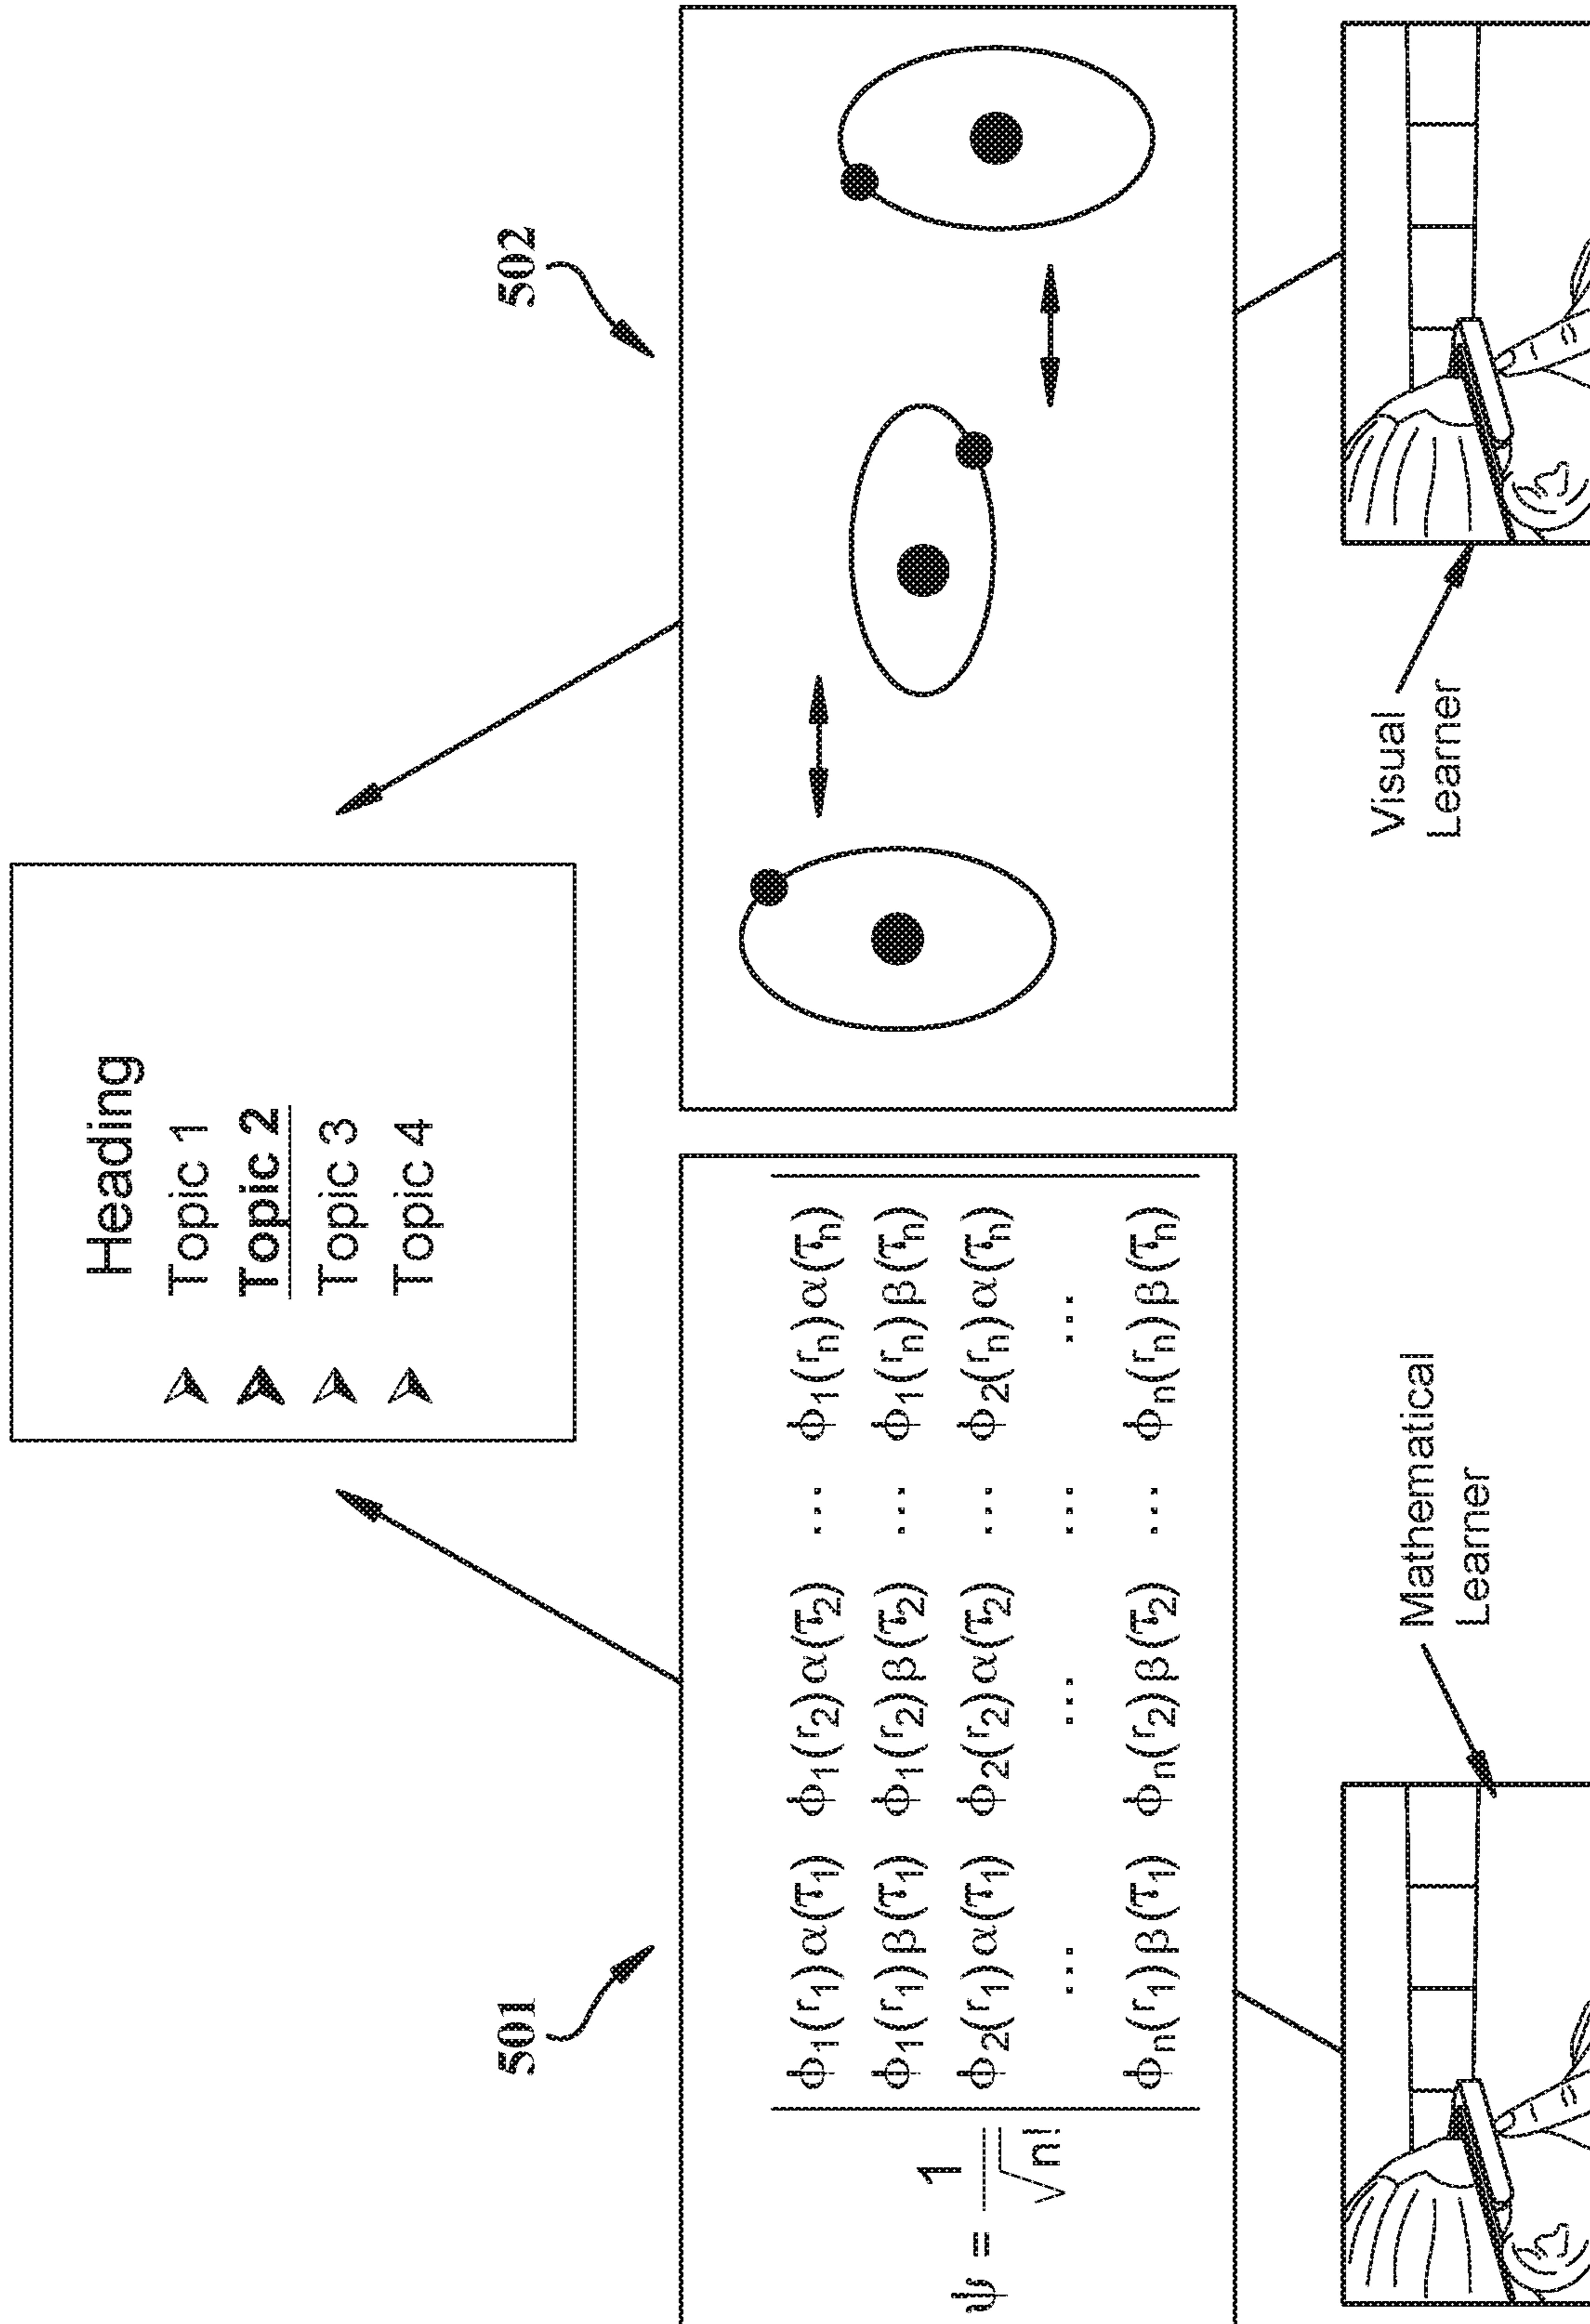 Heading
Topic 1
Topic 2
Topic 3
Topic 4
501
502
ψ = 1/√n!
ϕ1(r1)α(τ1) ϕ1(r2)α(τ2) ... ϕ1(rn)α(τn)
ϕ1(r1)β(τ1) ϕ1(r2)β(τ2) ... ϕ1(rn)β(τn)
ϕ2(r1)α(τ1) ϕ2(r2)α(τ2) ... ϕ2(rn)α(τn)
... ... ... ...
ϕn(r1)β(τ1) ϕn(r2)β(τ2) ... ϕn(rn)β(τn)
Mathematical
Learner
Visual
Learner